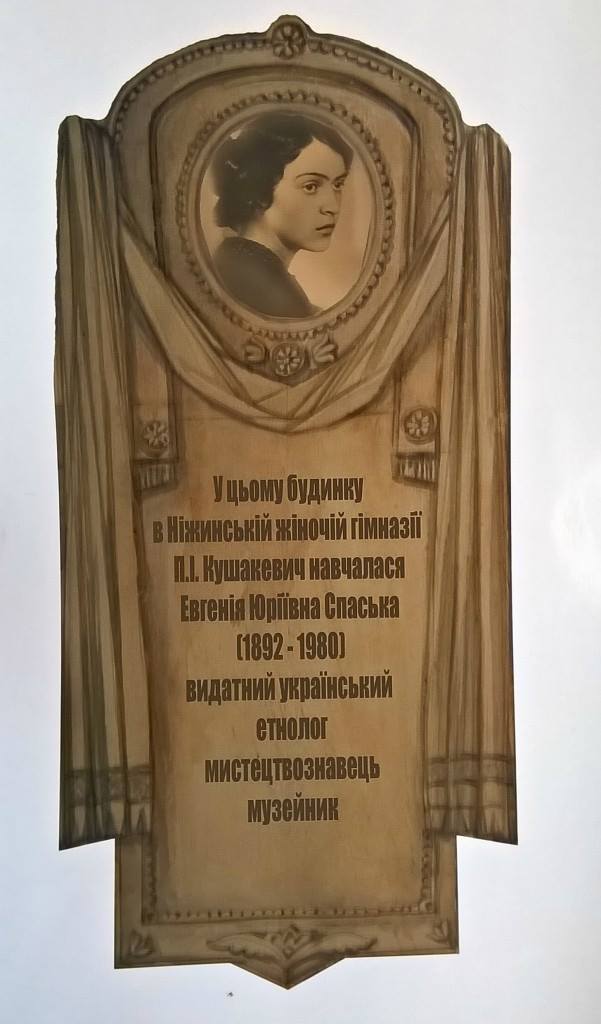 У цьому будинку
в Ніжинській жіночій гімназії
П.І. Кушакевич навчалася
Евгенія Юріївна Спаська
(1892 - 1980)
видатний український
етнолог
мистецтвознавець
музейник